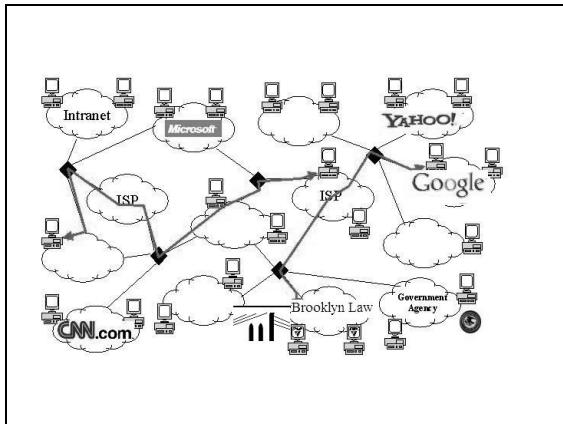 Intranet
Microsoft
YAHOO!
ISP
ISP
Google
CNN.com
Brooklyn Law
Government
Agency